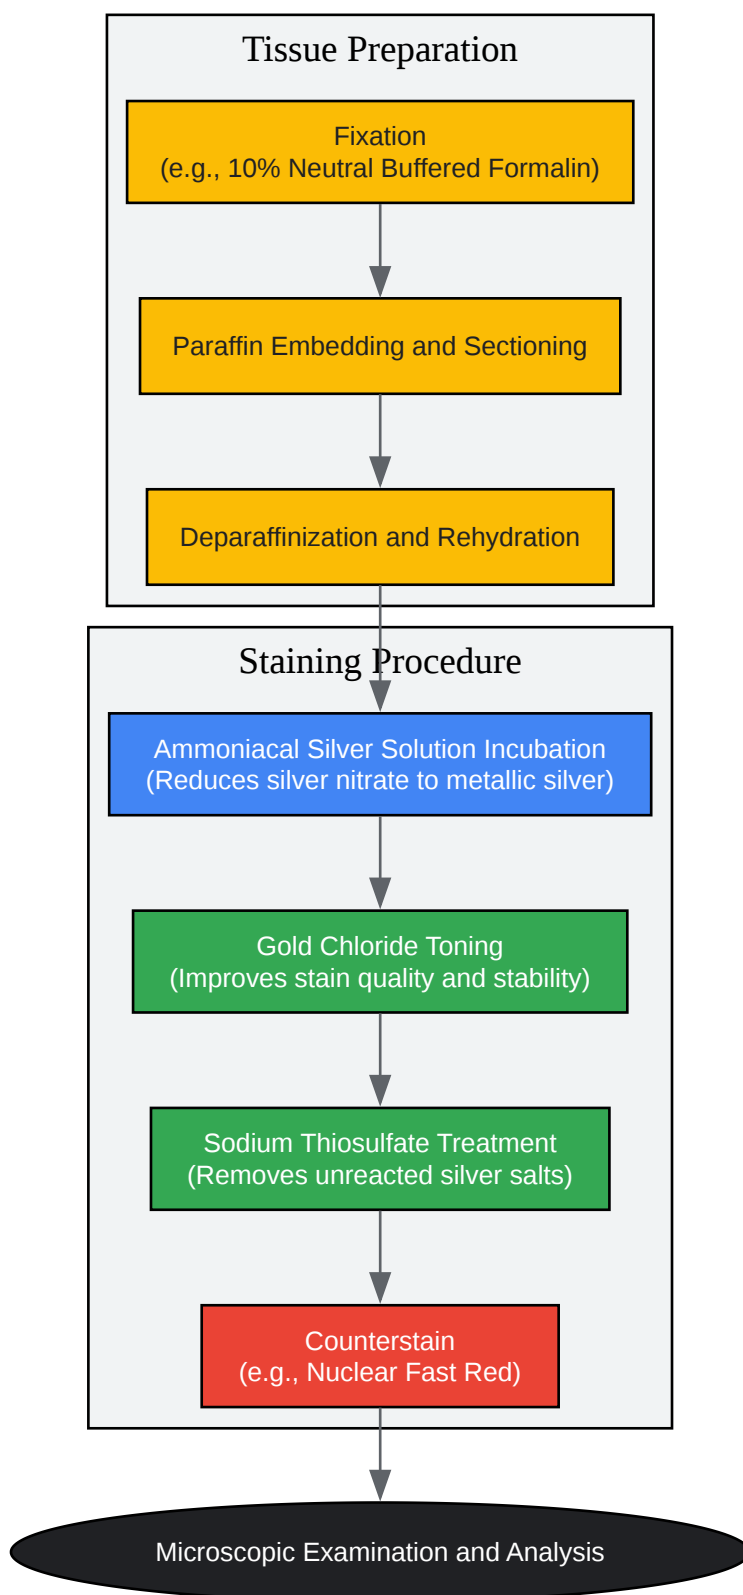 Tissue Preparation
Fixation
(e.g., 10% Neutral Buffered Formalin)
Paraffin Embedding and Sectioning
Deparaffinization and Rehydration
Staining Procedure
Ammoniacal Silver Solution Incubation
(Reduces silver nitrate to metallic silver)
Gold Chloride Toning
(Improves stain quality and stability)
Sodium Thiosulfate Treatment
(Removes unreacted silver salts)
Counterstain
(e.g., Nuclear Fast Red)
Microscopic Examination and Analysis